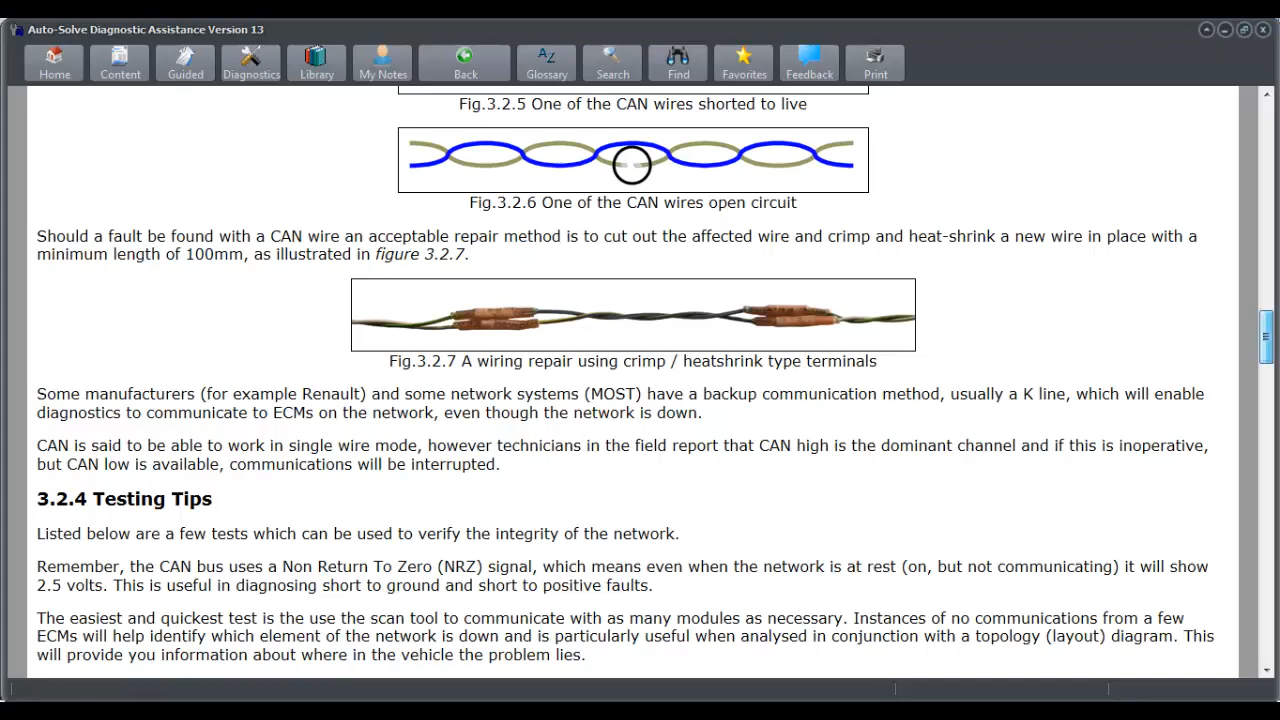 Auto-Solve Diagnostic Assistance Version 13
Home
Content
Guided
Diagnostics
Library
My Notes
Back
Glossary
Search
Find
Favorites
Feedback
Print
Fig.3.2.5 One of the CAN wires shorted to live
Fig.3.2.6 One of the CAN wires open circuit
Should a fault be found with a CAN wire an acceptable repair method is to cut out the affected wire and crimp and heat-shrink a new wire in place with a
minimum length of 100mm, as illustrated in figure 3.2.7.
Fig.3.2.7 A wiring repair using crimp / heatshrink type terminals
Some manufacturers (for example Renault) and some network systems (MOST) have a backup communication method, usually a K line, which will enable
diagnostics to communicate to ECMs on the network, even though the network is down.
CAN is said to be able to work in single wire mode, however technicians in the field report that CAN high is the dominant channel and if this is inoperative,
but CAN low is available, communications will be interrupted.
3.2.4 Testing Tips
Listed below are a few tests which can be used to verify the integrity of the network.
Remember, the CAN bus uses a Non Return To Zero (NRZ) signal, which means even when the network is at rest (on, but not communicating) it will show
2.5 volts. This is useful in diagnosing short to ground and short to positive faults.
The easiest and quickest test is the use the scan tool to communicate with as many modules as necessary. Instances of no communications from a few
ECMs will help identify which element of the network is down and is particularly useful when analysed in conjunction with a topology (layout) diagram. This
will provide you information about where in the vehicle the problem lies.